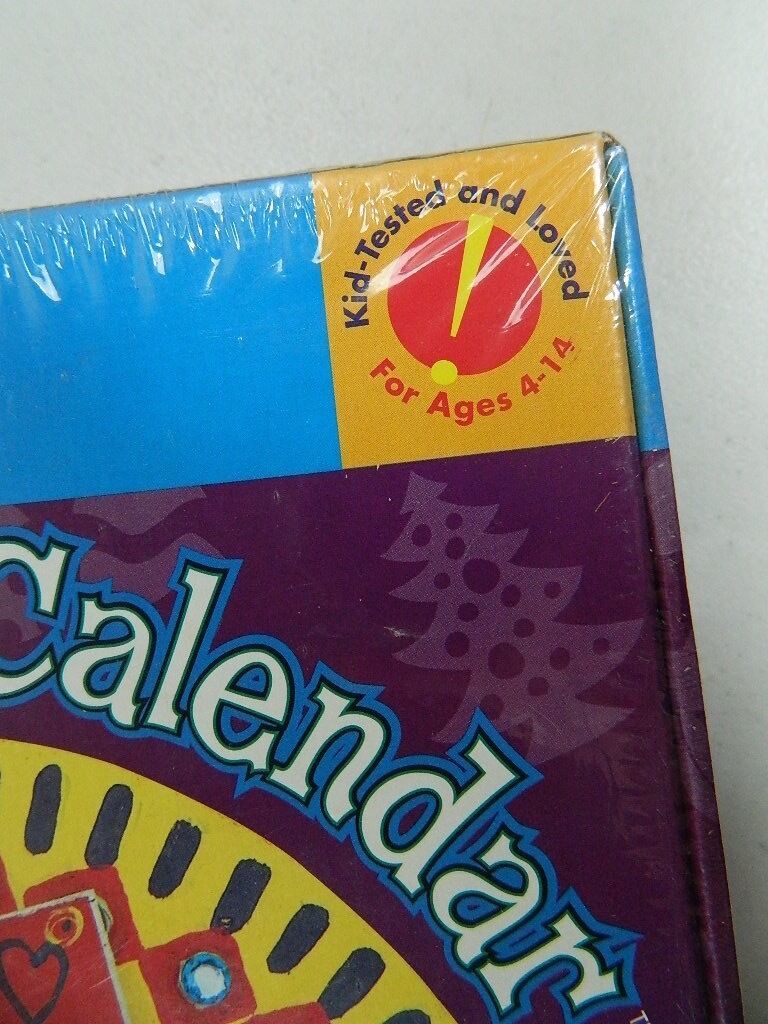 Kid-Tested and Loved
For Ages 4-14
Calendar